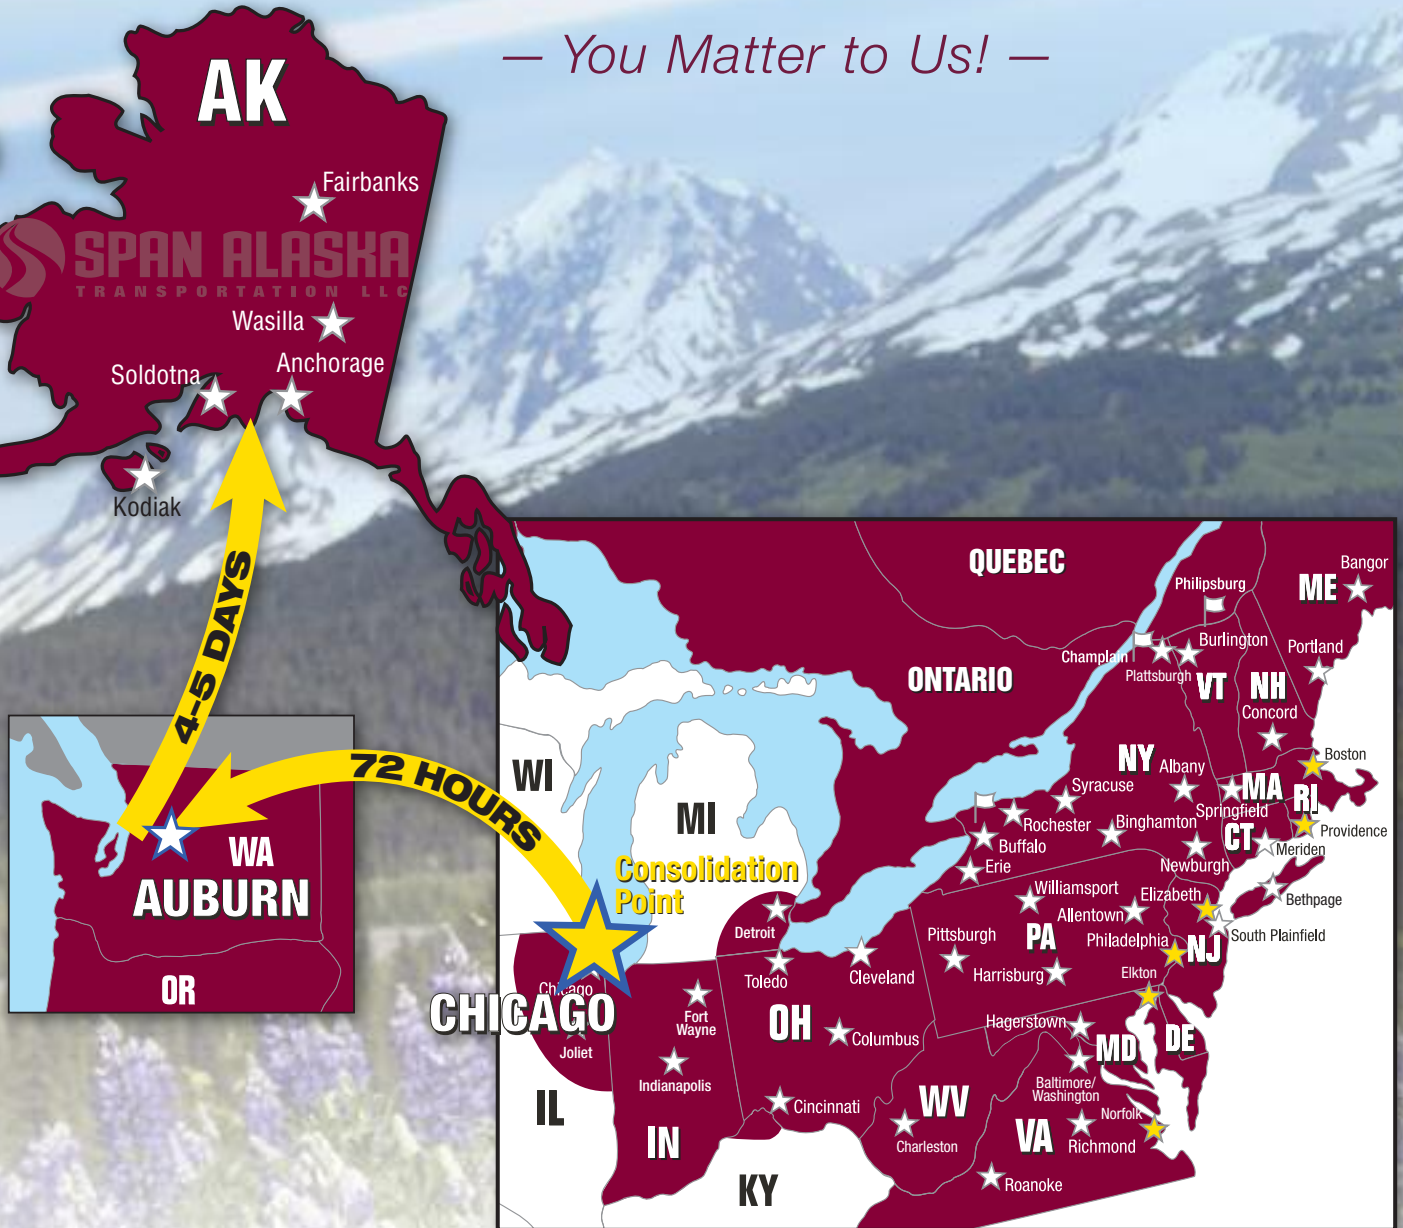 — You Matter to Us! —
AK
Fairbanks
SPAN ALASKA
TRANSPORTATION LLC
Wasilla
Anchorage
Soldotna
Kodiak
4-5 DAYS
72 HOURS
WA
AUBURN
OR
QUEBEC
ONTARIO
Philipsburg
Champlain
Plattsburgh
Burlington
Bangor
ME
Portland
VT
NH
Concord
WI
MI
NY
Albany
Syracuse
Rochester
Buffalo
Erie
Binghamton
Newburgh
Springfield
MA
Boston
RI
Providence
CT
Meriden
Bethpage
Consolidation
Point
Detroit
Toledo
Cleveland
Pittsburgh
PA
Williamsport
Allentown
Elizabeth
South Plainfield
Philadelphia
NJ
Harrisburg
Elkton
Chicago
CHICAGO
Joliet
Fort
Wayne
Indianapolis
OH
Columbus
Cincinnati
Hagerstown
MD
DE
Baltimore/
Washington
Norfolk
Richmond
VA
WV
Charleston
Roanoke
IL
IN
KY